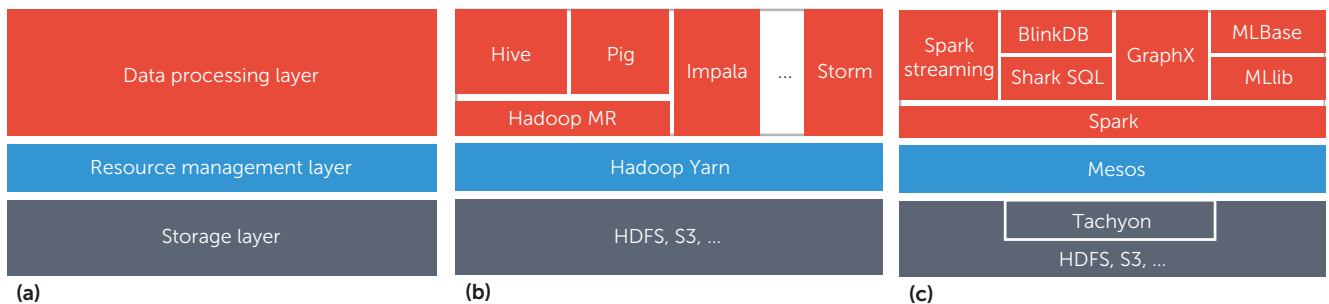 Data processing layer
Resource management layer
Storage layer
(a)
Hive
Pig
Impala
...
Storm
Hadoop MR
Hadoop Yarn
HDFS, S3, ...
(b)
Spark
streaming
BlinkDB
Shark SQL
GraphX
MLBase
MLlib
Spark
Mesos
Tachyon
HDFS, S3, ...
(c)